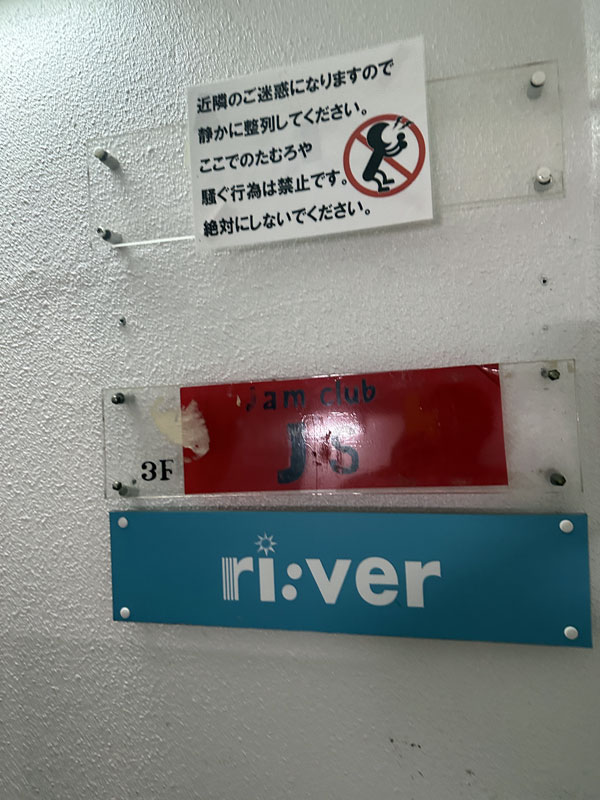 近隣のご迷惑になりますので
静かに整列してください。
ここでのたむろや
騒ぐ行為は禁止です。
絶対にしないでください。
jam club
J's
3F
ri:ver